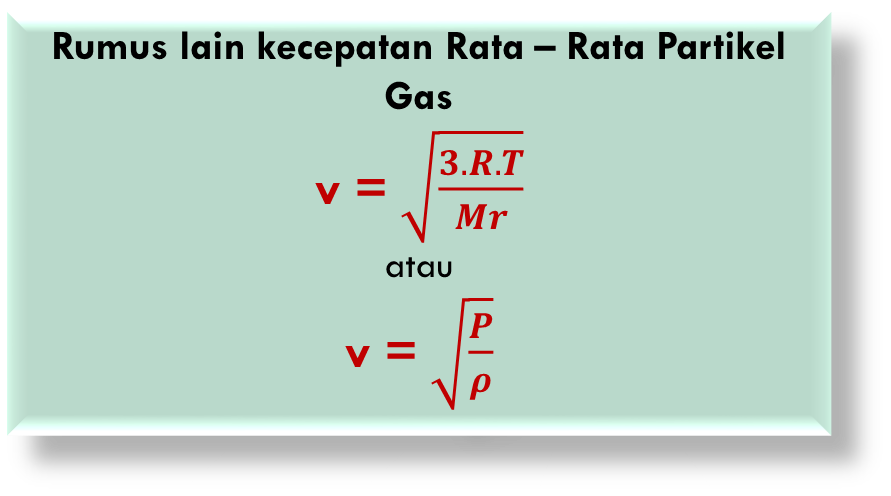 Rumus lain kecepatan Rata – Rata Partikel
Gas
v = √(3.R.T / Mr)
atau
v = √(P / ρ)